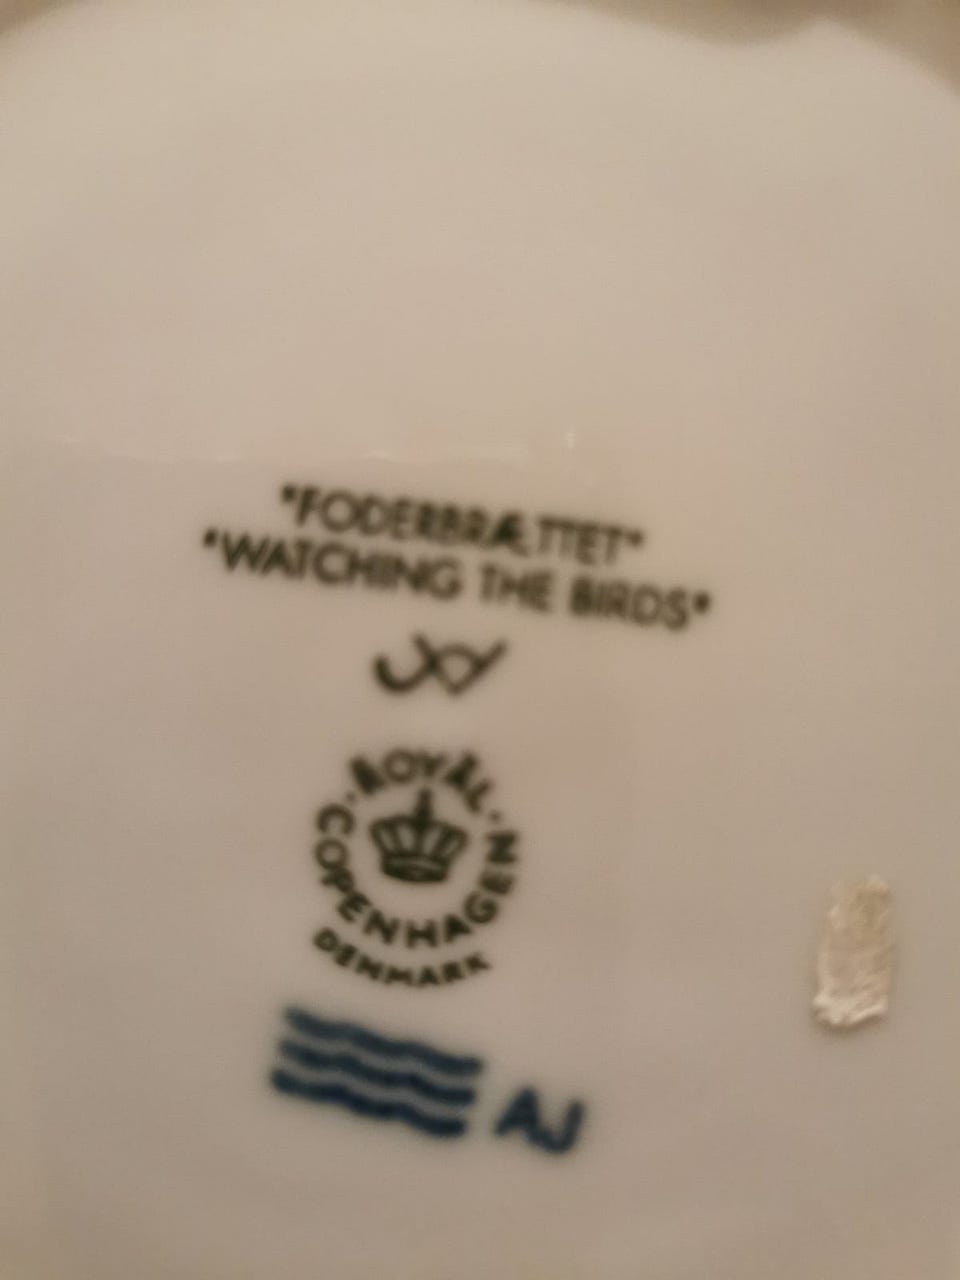 "FODERBRÆTTET"
"WATCHING THE BIRDS"
ROYAL
COPENHAGEN
DENMARK
AJ